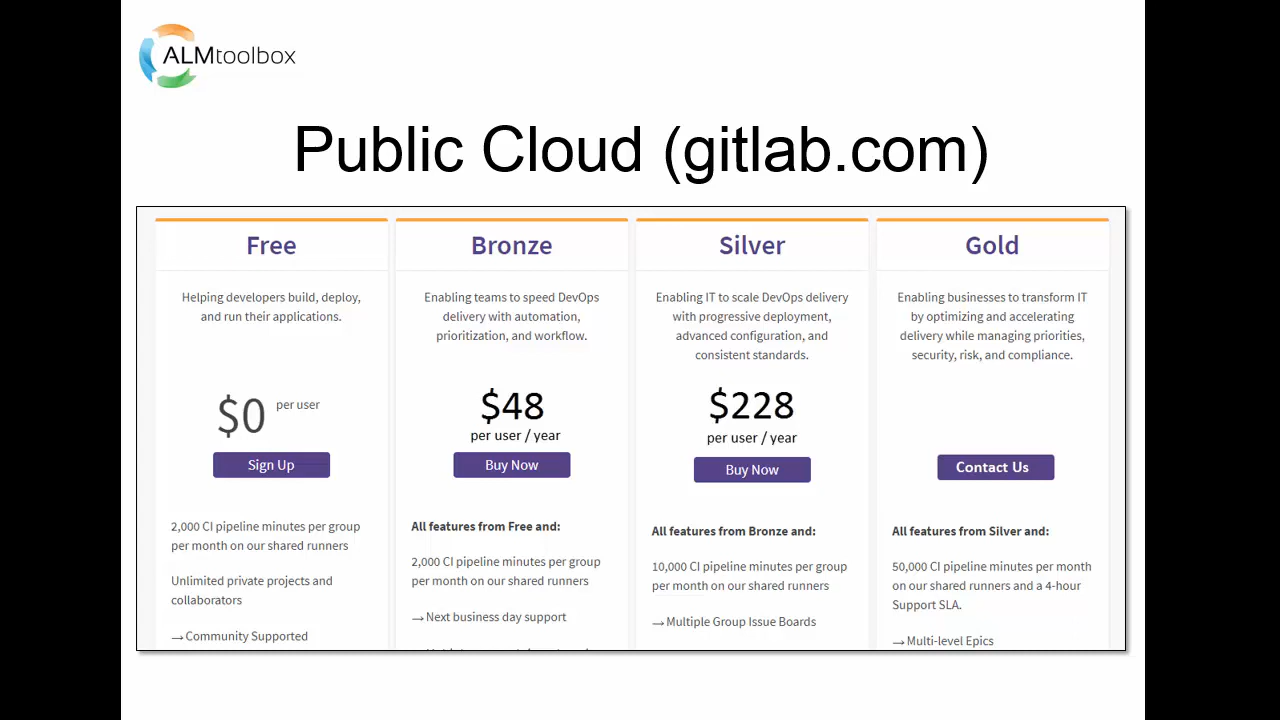 ALMtoolbox
Public Cloud (gitlab.com)
Free
Helping developers build, deploy,
and run their applications.
$0 per user
Sign Up
2,000 CI pipeline minutes per group
per month on our shared runners
Unlimited private projects and
collaborators
→Community Supported
Bronze
Enabling teams to speed DevOps
delivery with automation,
prioritization, and workflow.
$48
per user / year
Buy Now
All features from Free and:
2,000 CI pipeline minutes per group
per month on our shared runners
→Next business day support
Silver
Enabling IT to scale DevOps delivery
with progressive deployment,
advanced configuration, and
consistent standards.
$228
per user / year
Buy Now
All features from Bronze and:
10,000 CI pipeline minutes per group
per month on our shared runners
→Multiple Group Issue Boards
Gold
Enabling businesses to transform IT
by optimizing and accelerating
delivery while managing priorities,
security, risk, and compliance.
Contact Us
All features from Silver and:
50,000 CI pipeline minutes per month
on our shared runners and a 4-hour
Support SLA.
→Multi-level Epics